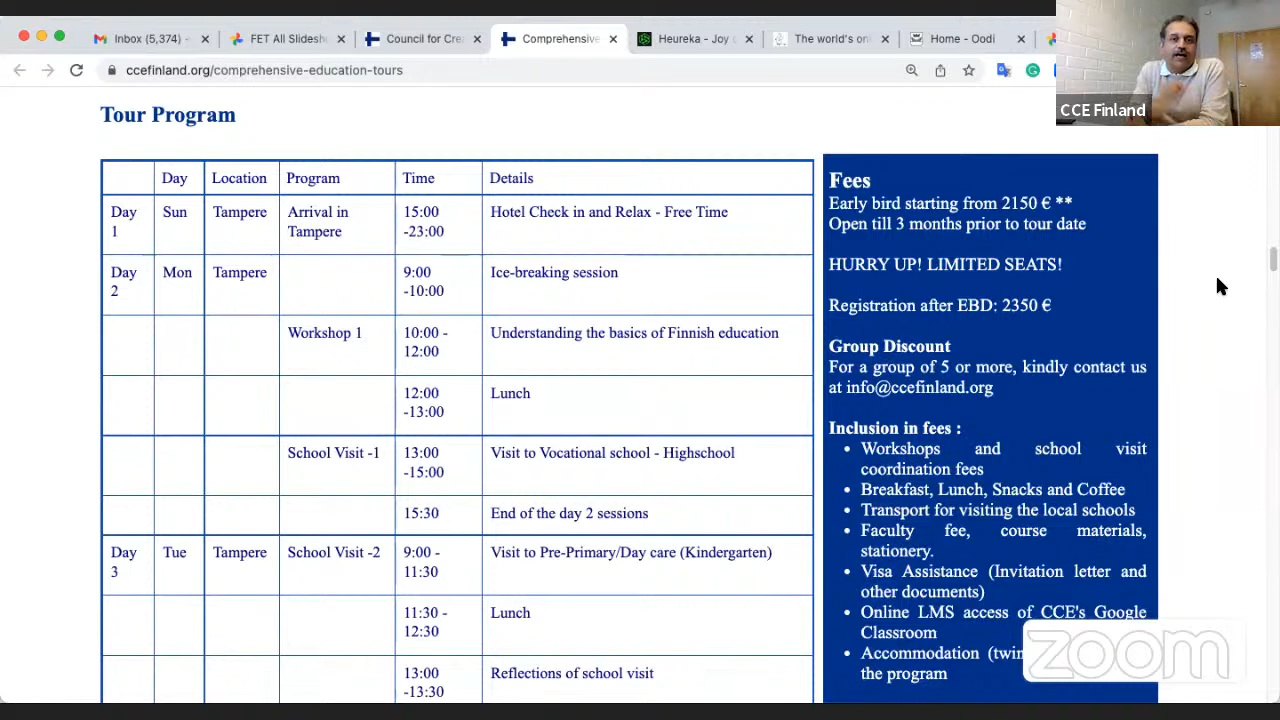 Inbox (5,374) -
FET All Slidesh
Council for Cre
Comprehensive
Heureka - Joy o
The world's onl
Home - Oodi
ccefinland.org/comprehensive-education-tours
CCE Finland
Tour Program
Day Location Program Time Details
Day 1 Sun Tampere Arrival in Tampere 15:00 -23:00 Hotel Check in and Relax - Free Time
Day 2 Mon Tampere 9:00 -10:00 Ice-breaking session
Workshop 1 10:00 - 12:00 Understanding the basics of Finnish education
12:00 -13:00 Lunch
School Visit -1 13:00 -15:00 Visit to Vocational school - Highschool
15:30 End of the day 2 sessions
Day 3 Tue Tampere School Visit -2 9:00 - 11:30 Visit to Pre-Primary/Day care (Kindergarten)
11:30 - 12:30 Lunch
13:00 -13:30 Reflections of school visit
Fees
Early bird starting from 2150 € **
Open till 3 months prior to tour date
HURRY UP! LIMITED SEATS!
Registration after EBD: 2350 €
Group Discount
For a group of 5 or more, kindly contact us
at info@ccefinland.org
Inclusion in fees :
• Workshops and school visit
coordination fees
• Breakfast, Lunch, Snacks and Coffee
• Transport for visiting the local schools
• Faculty fee, course materials,
stationery.
• Visa Assistance (Invitation letter and
other documents)
• Online LMS access of CCE's Google
Classroom
• Accommodation (twin
the program
zoom